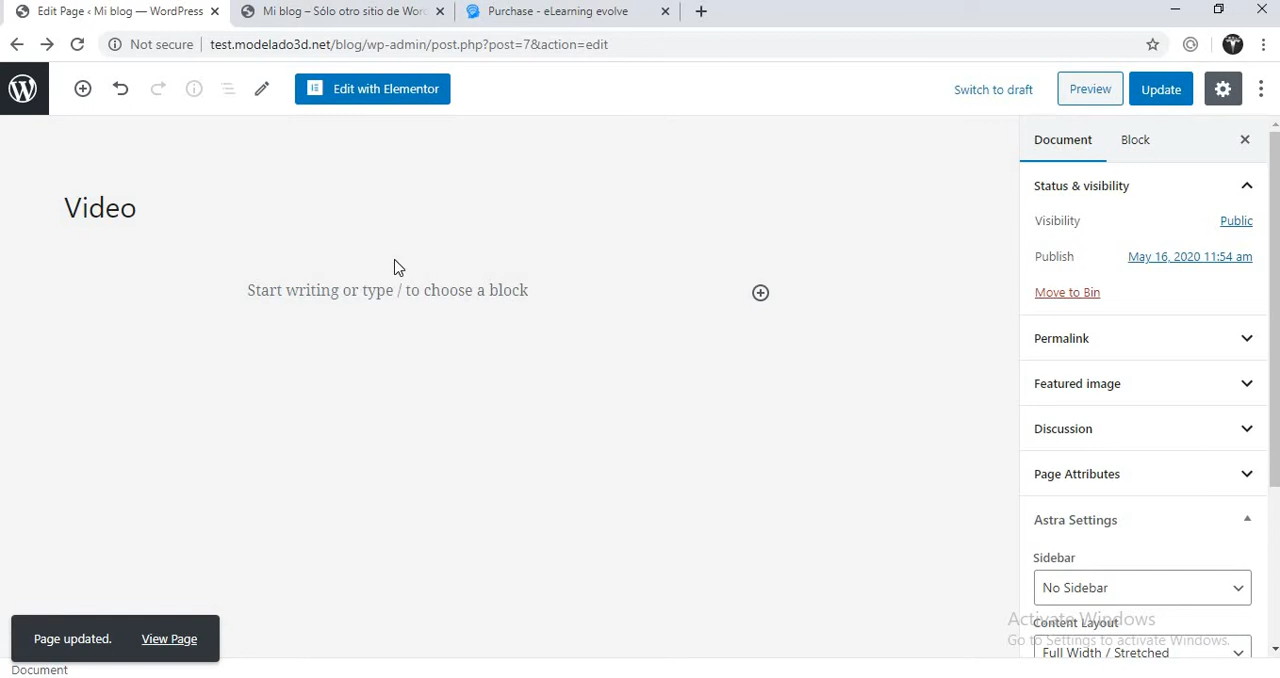 Edit Page ‹ Mi blog — WordPress
Mi blog – Sólo otro sitio de Wor
Purchase - eLearning evolve
Not secure
test.modelado3d.net/blog/wp-admin/post.php?post=7&action=edit
Edit with Elementor
Switch to draft
Preview
Update
Document
Block
Status & visibility
Visibility
Public
Publish
May 16, 2020 11:54 am
Move to Bin
Permalink
Featured image
Discussion
Page Attributes
Astra Settings
Sidebar
No Sidebar
Content Layout
Full Width / Stretched
Activate Windows
Go to Settings to activate Windows.
Video
Start writing or type / to choose a block
Page updated.
View Page
Document